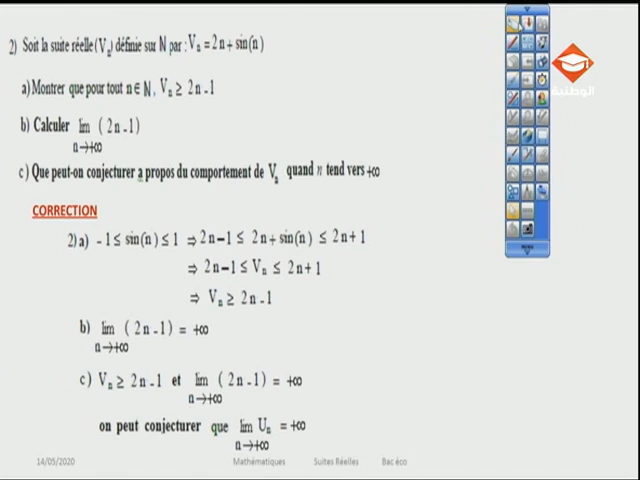 2) Soit la suite réelle (Vn) définie sur N par : Vn = 2n + sin(n)
a) Montrer que pour tout n ∈ N, Vn ≥ 2n - 1
b) Calculer lim (2n - 1)
n→+∞
c) Que peut-on conjecturer a propos du comportement de Vn quand n tend vers +∞
CORRECTION
2) a) - 1 ≤ sin(n) ≤ 1 ⇒ 2n - 1 ≤ 2n + sin(n) ≤ 2n + 1
⇒ 2n - 1 ≤ Vn ≤ 2n + 1
⇒ Vn ≥ 2n - 1
b) lim (2n - 1) = +∞
n→+∞
c) Vn ≥ 2n - 1 et lim (2n - 1) = +∞
n→+∞
on peut conjecturer que lim Un = +∞
n→+∞
14/05/2020 Mathématiques Suites Réelles Bac éco
الوطنية